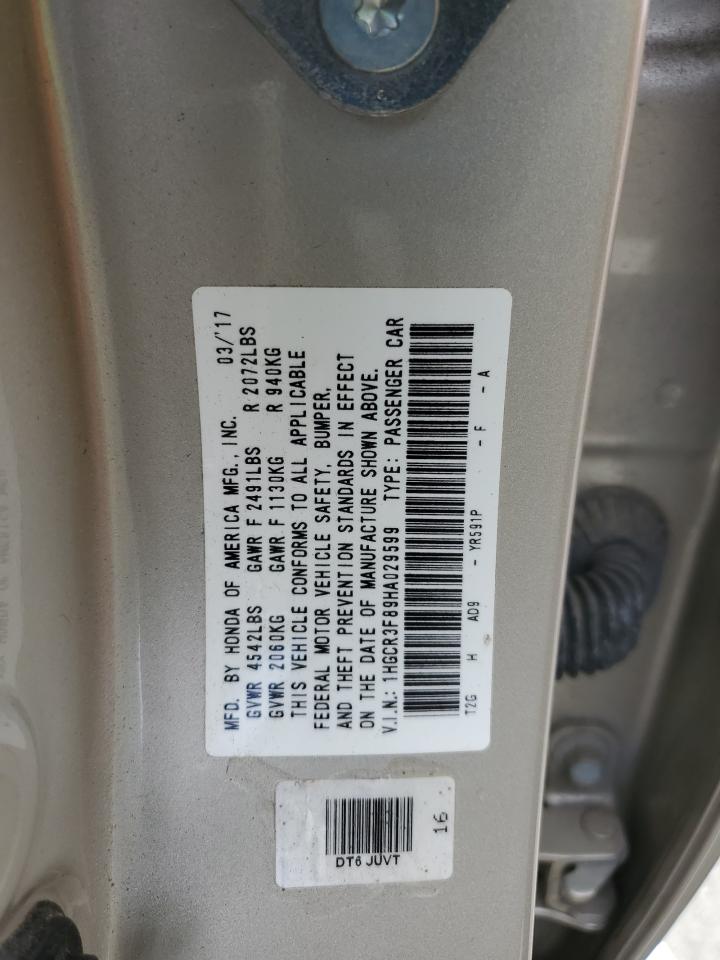 MFD. BY HONDA OF AMERICA MFG., INC. 03/'17
GVWR 4542LBS GAWR F 2491LBS R 2072LBS
GVWR 2060KG GAWR F 1130KG R 940KG
THIS VEHICLE CONFORMS TO ALL APPLICABLE
FEDERAL MOTOR VEHICLE SAFETY, BUMPER,
AND THEFT PREVENTION STANDARDS IN EFFECT
ON THE DATE OF MANUFACTURE SHOWN ABOVE.
V.I.N.: 1HGCR3F89HA029599 TYPE: PASSENGER CAR
T2G H AD9 - YR591P - F - A
DT6 JUVT
16